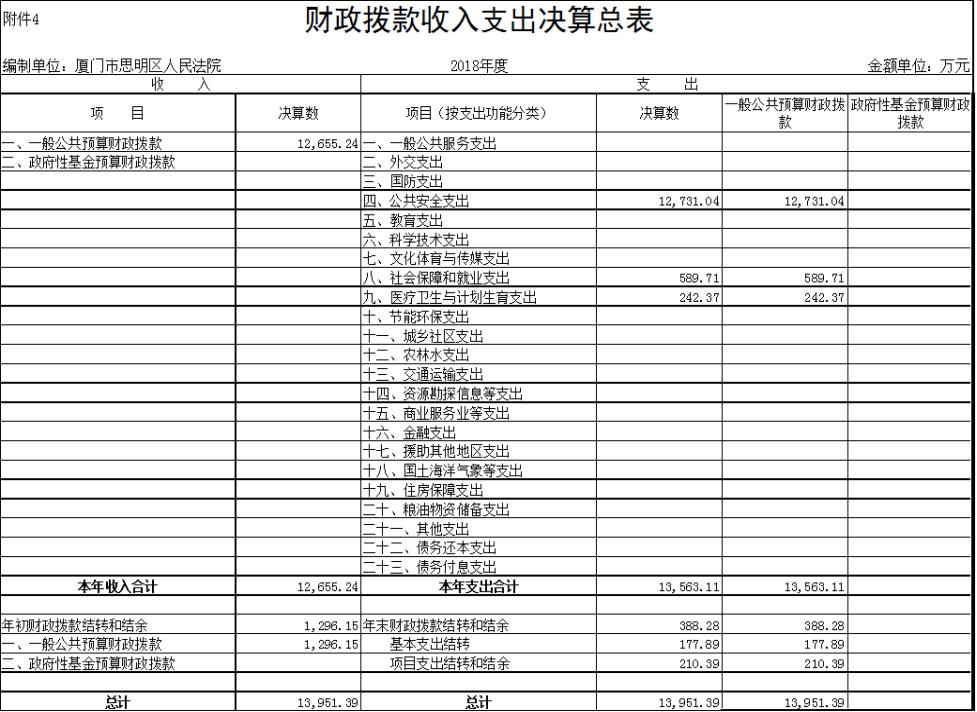 附件4
财政拨款收入支出决算总表
编制单位：厦门市思明区人民法院 2018年度 金额单位：万元
收 入 支 出
项 目 决算数 项目（按支出功能分类） 决算数 一般公共预算财政拨款 政府性基金预算财政拨款
一、一般公共预算财政拨款 12,655.24 一、一般公共服务支出
二、政府性基金预算财政拨款 二、外交支出
三、国防支出
四、公共安全支出 12,731.04 12,731.04
五、教育支出
六、科学技术支出
七、文化体育与传媒支出
八、社会保障和就业支出 589.71 589.71
九、医疗卫生与计划生育支出 242.37 242.37
十、节能环保支出
十一、城乡社区支出
十二、农林水支出
十三、交通运输支出
十四、资源勘探信息等支出
十五、商业服务业等支出
十六、金融支出
十七、援助其他地区支出
十八、国土海洋气象等支出
十九、住房保障支出
二十、粮油物资储备支出
二十一、其他支出
二十二、债务还本支出
二十三、债务付息支出
本年收入合计 12,655.24 本年支出合计 13,563.11 13,563.11
年初财政拨款结转和结余 1,296.15 年末财政拨款结转和结余 388.28 388.28
一、一般公共预算财政拨款 1,296.15 基本支出结转 177.89 177.89
二、政府性基金预算财政拨款 项目支出结转和结余 210.39 210.39
总计 13,951.39 总计 13,951.39 13,951.39